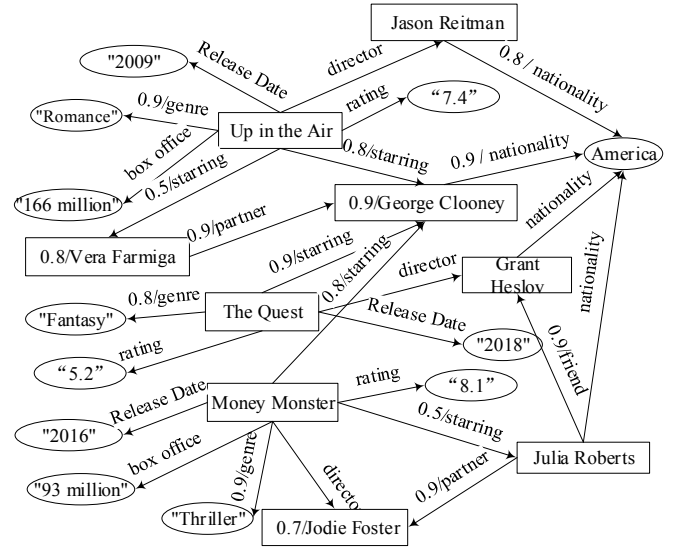 Jason Reitman
"2009"
Release Date
director
0.8 / nationality
rating
"7.4"
0.9/genre
"Romance"
Up in the Air
box office
0.8/starring
0.9 / nationality
America
0.5/starring
"166 million"
0.9/partner
0.9/George Clooney
nationality
0.8/Vera Farmiga
0.9/starring
0.8/starring
director
Grant
Heslov
nationality
0.8/genre
"Fantasy"
The Quest
Release Date
"2018"
rating
"5.2"
0.9/friend
rating
"8.1"
Release Date
Money Monster
0.5/starring
"2016"
box office
Julia Roberts
0.9/genre
director
0.9/partner
"93 million"
"Thriller"
0.7/Jodie Foster